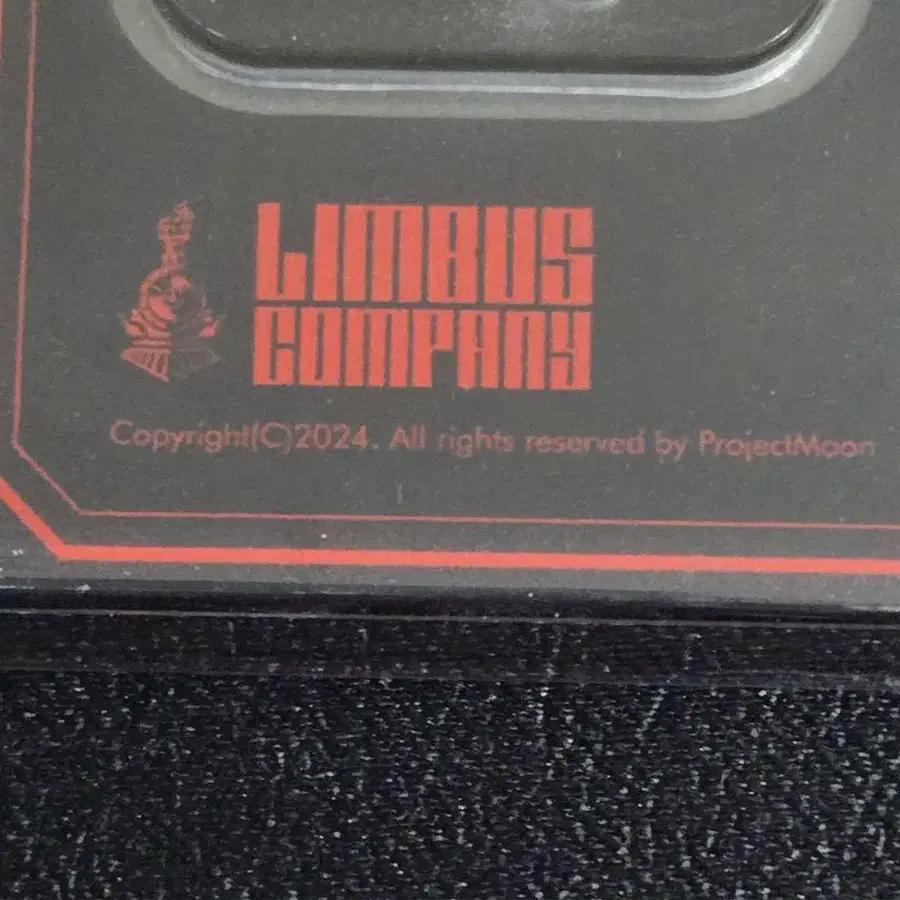 LIMBUS
COMPANY
Copyright(C)2024. All rights reserved by ProjectMoon